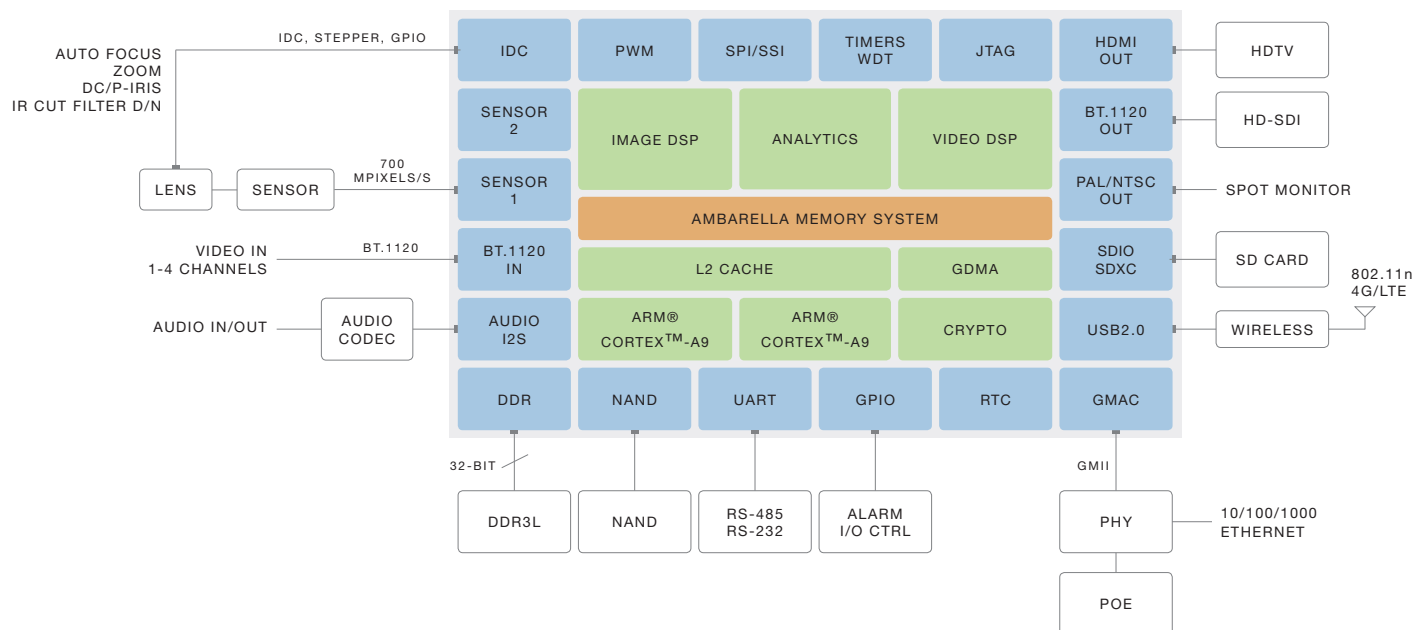 IDC, STEPPER, GPIO
AUTO FOCUS
ZOOM
DC/P-IRIS
IR CUT FILTER D/N
IDC
PWM
SPI/SSI
TIMERS
WDT
JTAG
HDMI
OUT
HDTV
SENSOR
2
IMAGE DSP
ANALYTICS
VIDEO DSP
BT.1120
OUT
HD-SDI
LENS
SENSOR
700
MPIXELS/S
SENSOR
1
PAL/NTSC
OUT
SPOT MONITOR
AMBARELLA MEMORY SYSTEM
VIDEO IN
1-4 CHANNELS
BT.1120
BT.1120
IN
L2 CACHE
GDMA
SDIO
SDXC
SD CARD
802.11n
4G/LTE
AUDIO IN/OUT
AUDIO
CODEC
AUDIO
I2S
ARM®
CORTEX™-A9
ARM®
CORTEX™-A9
CRYPTO
USB2.0
WIRELESS
DDR
NAND
UART
GPIO
RTC
GMAC
32-BIT
GMII
DDR3L
NAND
RS-485
RS-232
ALARM
I/O CTRL
PHY
10/100/1000
ETHERNET
POE